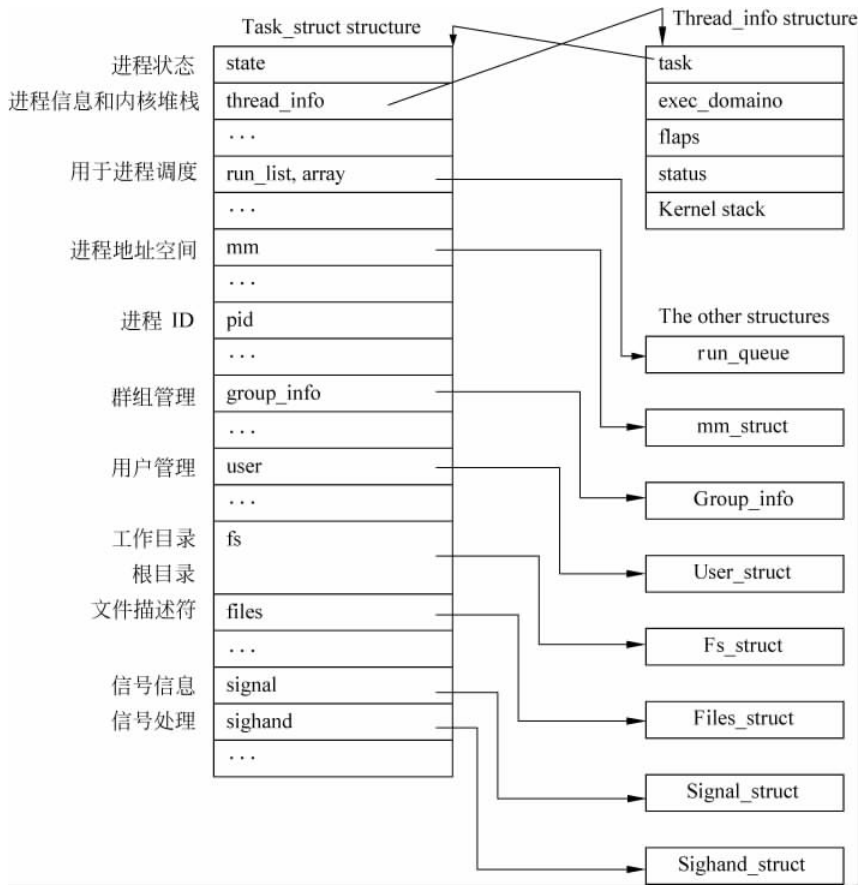 Task_struct structure
Thread_info structure
进程状态
state
task
进程信息和内核堆栈
thread_info
exec_domaino
...
flaps
用于进程调度
run_list, array
status
...
Kernel stack
进程地址空间
mm
...
进程 ID
pid
The other structures
...
run_queue
群组管理
group_info
...
mm_struct
用户管理
user
...
Group_info
工作目录
fs
根目录
User_struct
文件描述符
files
...
Fs_struct
信号信息
signal
信号处理
sighand
Files_struct
...
Signal_struct
Sighand_struct